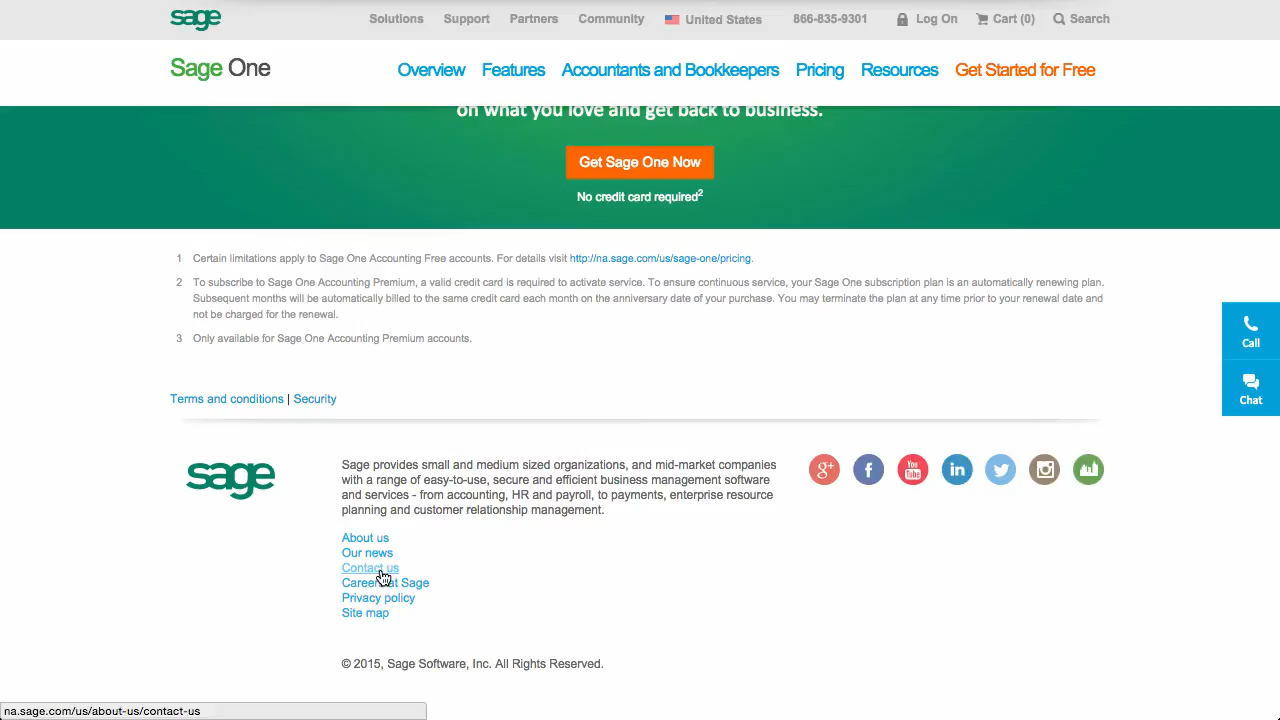 sage
Solutions Support Partners Community United States 866-835-9301 Log On Cart (0) Search
Sage One
Overview Features Accountants and Bookkeepers Pricing Resources Get Started for Free
on what you love and get back to business.
Get Sage One Now
No credit card required2
1 Certain limitations apply to Sage One Accounting Free accounts. For details visit http://na.sage.com/us/sage-one/pricing.
2 To subscribe to Sage One Accounting Premium, a valid credit card is required to activate service. To ensure continuous service, your Sage One subscription plan is an automatically renewing plan.
Subsequent months will be automatically billed to the same credit card each month on the anniversary date of your purchase. You may terminate the plan at any time prior to your renewal date and
not be charged for the renewal.
3 Only available for Sage One Accounting Premium accounts.
Call
Chat
Terms and conditions | Security
sage
Sage provides small and medium sized organizations, and mid-market companies
with a range of easy-to-use, secure and efficient business management software
and services - from accounting, HR and payroll, to payments, enterprise resource
planning and customer relationship management.
g+ f You Tube in
About us
Our news
Contact us
Careers at Sage
Privacy policy
Site map
© 2015, Sage Software, Inc. All Rights Reserved.
na.sage.com/us/about-us/contact-us